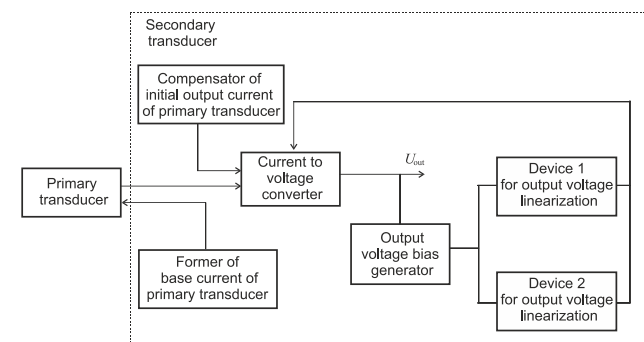 Secondary
transducer
Compensator of
initial output current
of primary transducer
Primary
transducer
Current to
voltage
converter
Uout
Device 1
for output voltage
linearization
Output
voltage bias
generator
Former of
base current of
primary transducer
Device 2
for output voltage
linearization